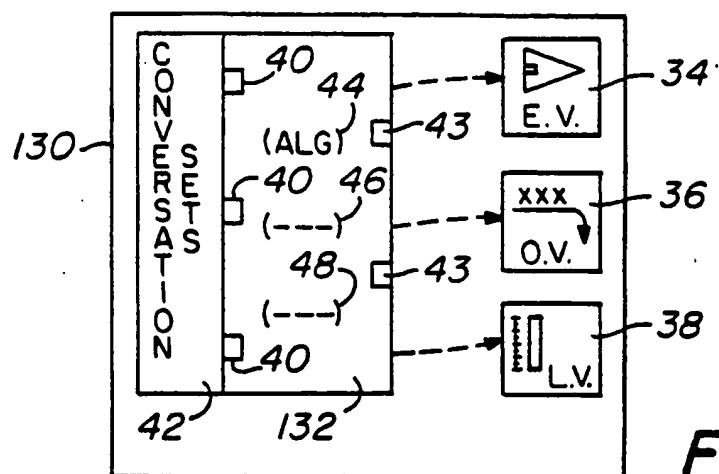 CONVERSATION
SETS
40
44
34
(ALG)
43
E.V.
130
40
46
XXX
36
(---)
O.V.
48
43
(---)
40
38
L.V.
42
132
F